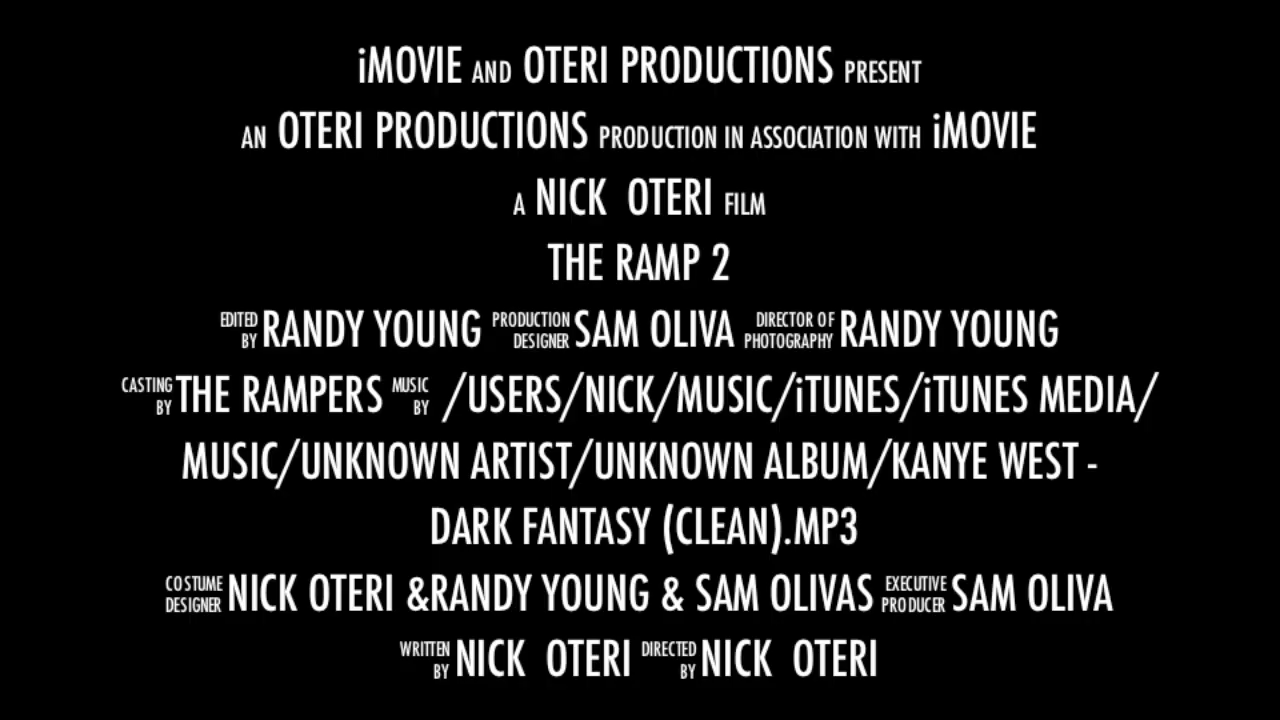 iMOVIE AND OTERI PRODUCTIONS PRESENT
AN OTERI PRODUCTIONS PRODUCTION IN ASSOCIATION WITH iMOVIE
A NICK OTERI FILM
THE RAMP 2
EDITED BY RANDY YOUNG PRODUCTION DESIGNER SAM OLIVA DIRECTOR OF PHOTOGRAPHY RANDY YOUNG
CASTING BY THE RAMPERS MUSIC BY /USERS/NICK/MUSIC/iTUNES/iTUNES MEDIA/
MUSIC/UNKNOWN ARTIST/UNKNOWN ALBUM/KANYE WEST -
DARK FANTASY (CLEAN).MP3
COSTUME DESIGNER NICK OTERI &RANDY YOUNG & SAM OLIVAS EXECUTIVE PRODUCER SAM OLIVA
WRITTEN BY NICK OTERI DIRECTED BY NICK OTERI